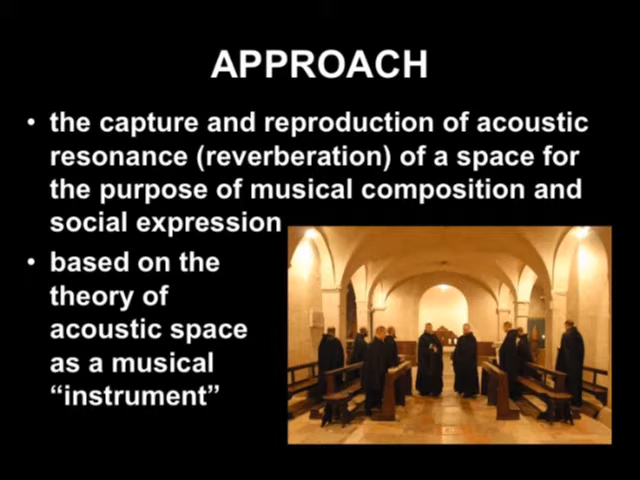 APPROACH
• the capture and reproduction of acoustic
resonance (reverberation) of a space for
the purpose of musical composition and
social expression
• based on the
theory of
acoustic space
as a musical
“instrument”